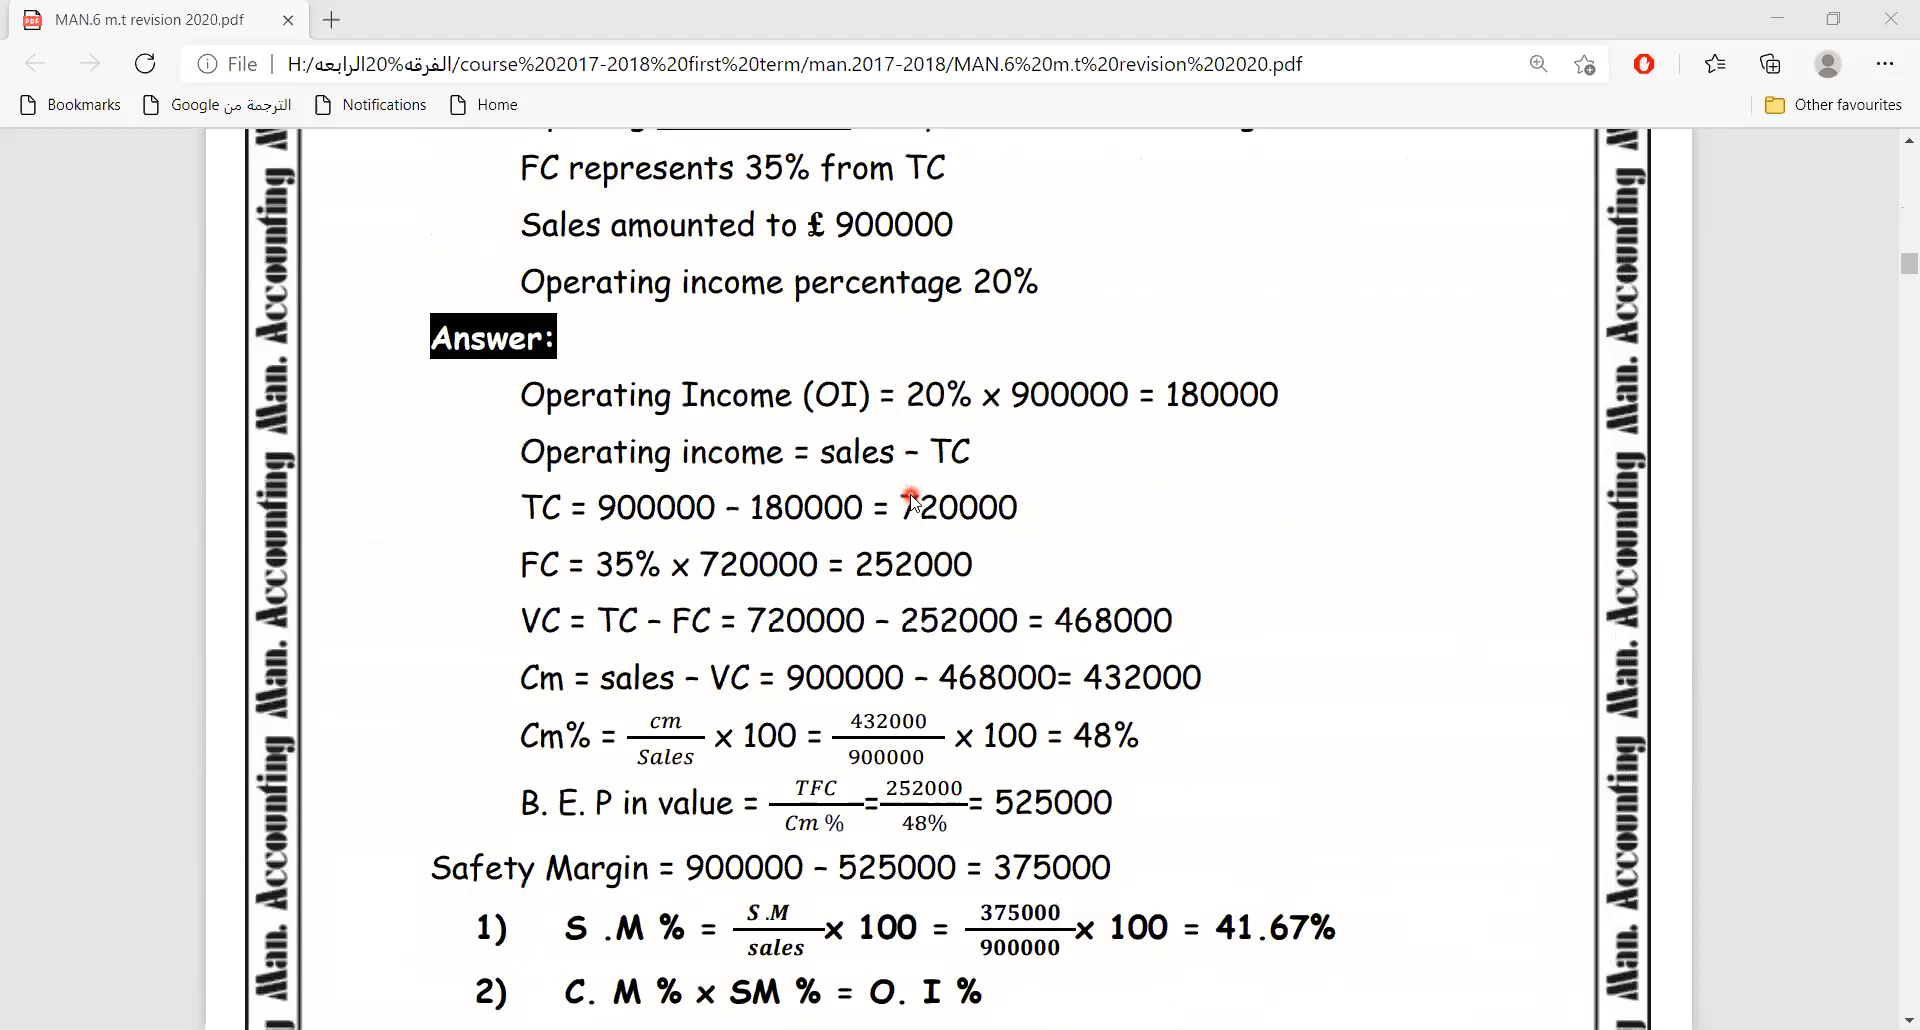 MAN.6 m.t revision 2020.pdf
File | H:/الفرقه%20الرابعه/course%202017-2018%20first%20term/man.2017-2018/MAN.6%20m.t%20revision%202020.pdf
Bookmarks Google الترجمة من Notifications Home Other favourites
FC represents 35% from TC
Sales amounted to £ 900000
Operating income percentage 20%
Answer:
Operating Income (OI) = 20% x 900000 = 180000
Operating income = sales – TC
TC = 900000 – 180000 = 720000
FC = 35% x 720000 = 252000
VC = TC – FC = 720000 – 252000 = 468000
Cm = sales – VC = 900000 – 468000= 432000
Cm% = cm/Sales x 100 = 432000/900000 x 100 = 48%
B. E. P in value = TFC/Cm % = 252000/48% = 525000
Safety Margin = 900000 – 525000 = 375000
1) S .M % = S .M/sales x 100 = 375000/900000 x 100 = 41.67%
2) C. M % x SM % = O. I %
Man. Accounting Man. Accounting Man. Accounting
Man. Accounting Man. Accounting Man. Accounting